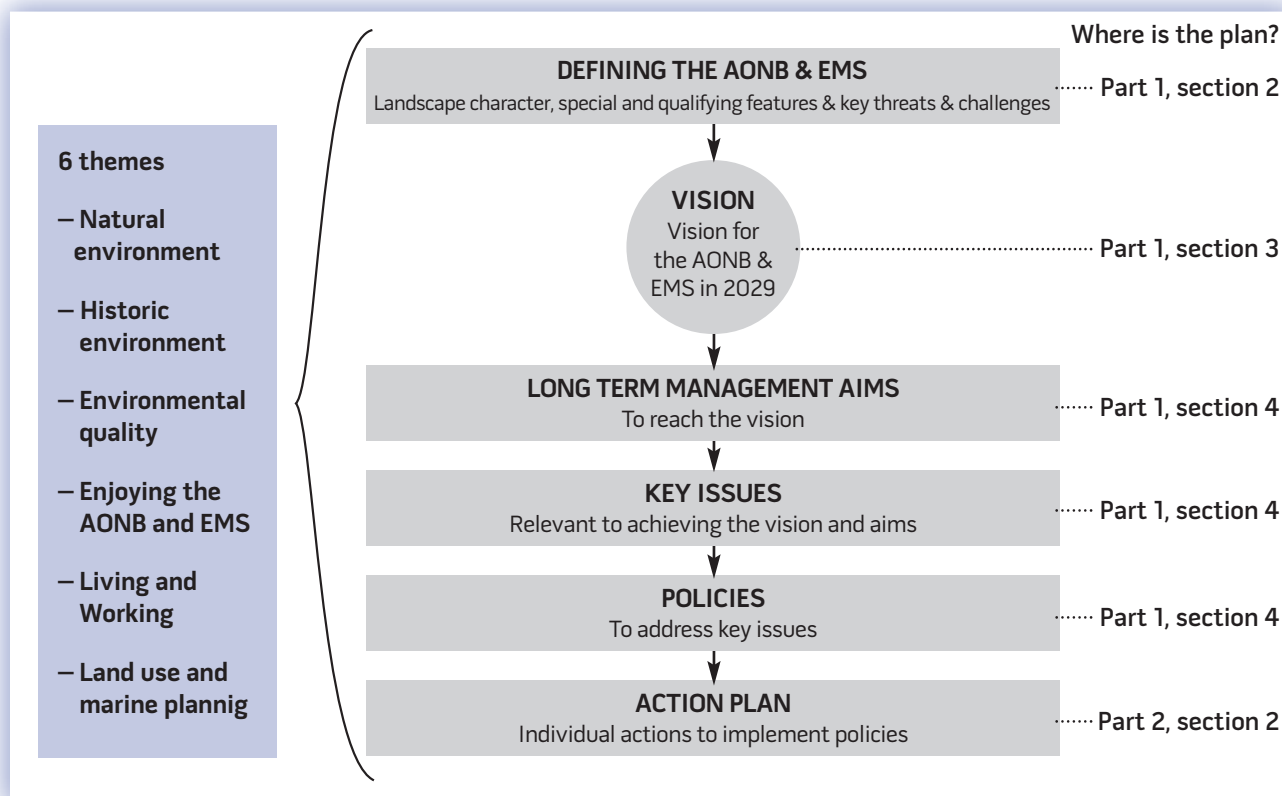 6 themes
– Natural
environment
– Historic
environment
– Environmental
quality
– Enjoying the
AONB and EMS
– Living and
Working
– Land use and
marine plannig
Where is the plan?
DEFINING THE AONB & EMS
Landscape character, special and qualifying features & key threats & challenges
Part 1, section 2
VISION
Vision for
the AONB &
EMS in 2029
Part 1, section 3
LONG TERM MANAGEMENT AIMS
To reach the vision
Part 1, section 4
KEY ISSUES
Relevant to achieving the vision and aims
Part 1, section 4
POLICIES
To address key issues
Part 1, section 4
ACTION PLAN
Individual actions to implement policies
Part 2, section 2